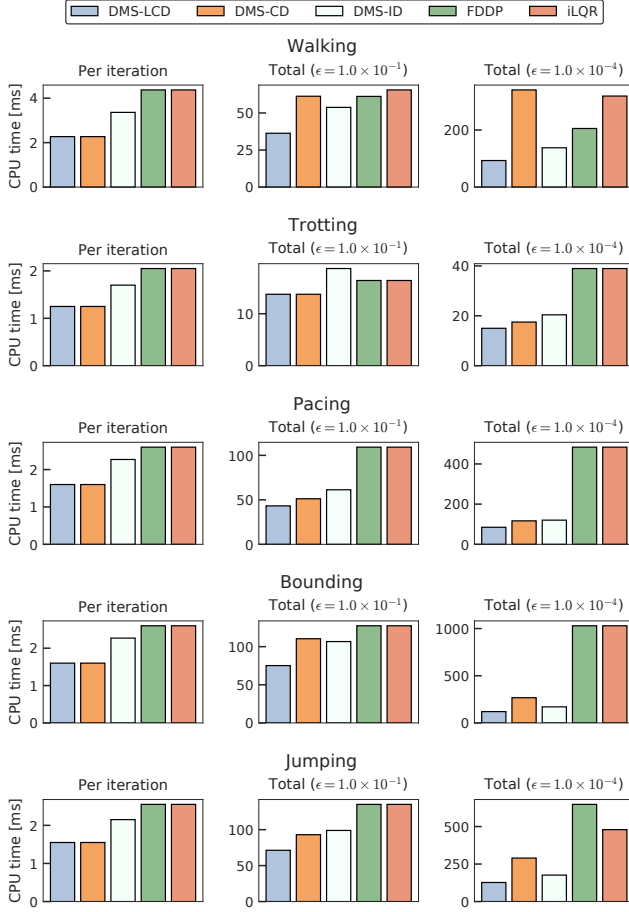 DMS-LCD DMS-CD DMS-ID FDDP iLQR
Walking
Per iteration Total (ϵ = 1.0 × 10⁻¹) Total (ϵ = 1.0 × 10⁻⁴)
CPU time [ms]
4
2
0
50
25
0
200
0
Trotting
Per iteration Total (ϵ = 1.0 × 10⁻¹) Total (ϵ = 1.0 × 10⁻⁴)
CPU time [ms]
2
1
0
10
0
40
20
0
Pacing
Per iteration Total (ϵ = 1.0 × 10⁻¹) Total (ϵ = 1.0 × 10⁻⁴)
CPU time [ms]
2
1
0
100
50
0
400
200
0
Bounding
Per iteration Total (ϵ = 1.0 × 10⁻¹) Total (ϵ = 1.0 × 10⁻⁴)
CPU time [ms]
2
1
0
100
50
0
1000
500
0
Jumping
Per iteration Total (ϵ = 1.0 × 10⁻¹) Total (ϵ = 1.0 × 10⁻⁴)
CPU time [ms]
2
1
0
100
50
0
500
250
0